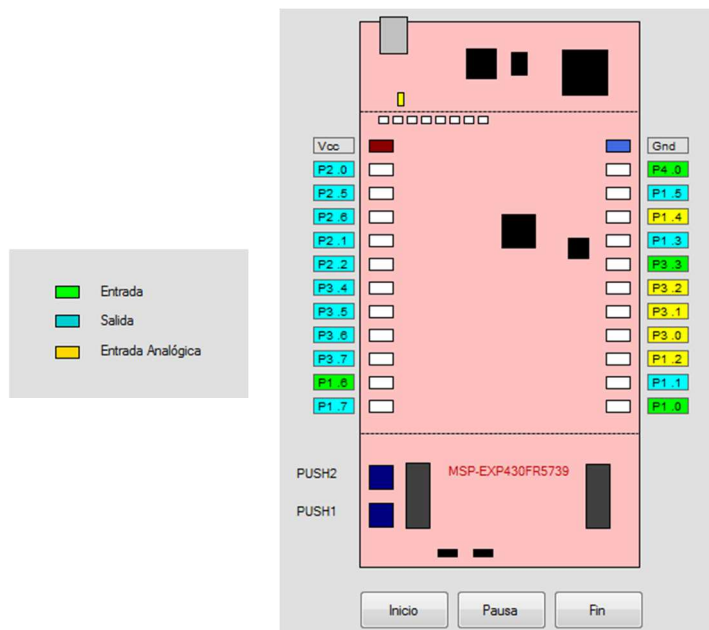 Entrada
Salida
Entrada Analógica
Vcc
P2 .0
P2 .5
P2 .6
P2 .1
P2 .2
P3 .4
P3 .5
P3 .6
P3 .7
P1 .6
P1 .7
Gnd
P4 .0
P1 .5
P1 .4
P1 .3
P3 .3
P3 .2
P3 .1
P3 .0
P1 .2
P1 .1
P1 .0
PUSH2
PUSH1
MSP-EXP430FR5739
Inicio
Pausa
Fin